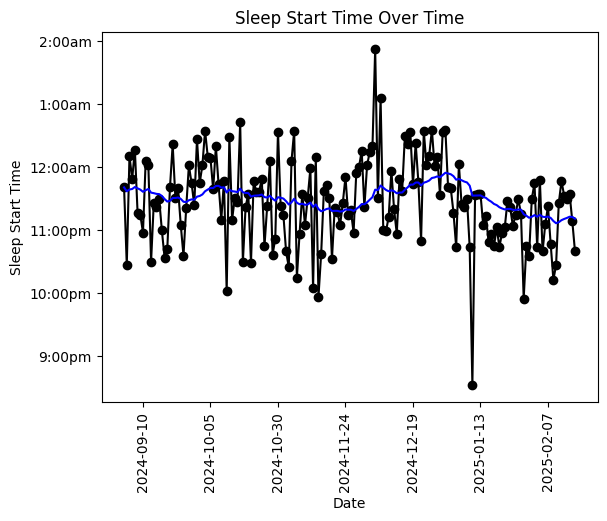 Sleep Start Time Over Time
2:00am
1:00am
12:00am
11:00pm
10:00pm
9:00pm
Sleep Start Time
2024-09-10
2024-10-05
2024-10-30
2024-11-24
2024-12-19
2025-01-13
2025-02-07
Date